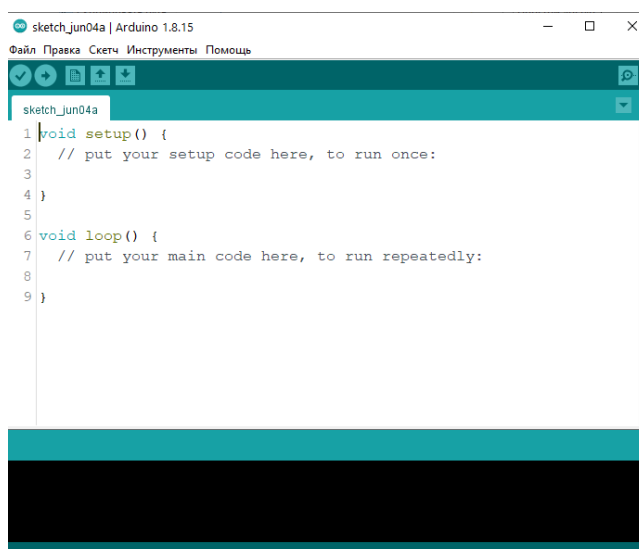 sketch_jun04a | Arduino 1.8.15
Файл Правка Скетч Инструменты Помощь
sketch_jun04a
1 void setup() {
2   // put your setup code here, to run once:
3
4 }
5
6 void loop() {
7   // put your main code here, to run repeatedly:
8
9 }